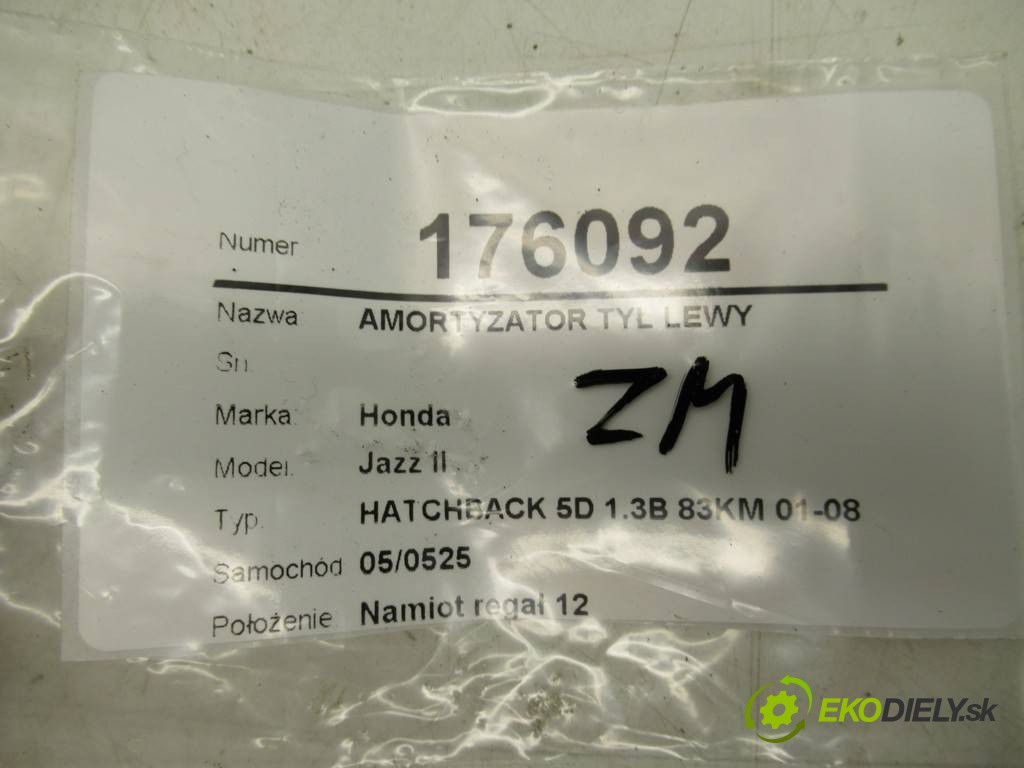 Numer 176092
Nazwa AMORTYZATOR TYL LEWY
Sn.
ZM
Marka: Honda
Model. Jazz II
Typ. HATCHBACK 5D 1.3B 83KM 01-08
Samochód 05/0525
Położenie Namiot regał 12
EKODIELY.sk